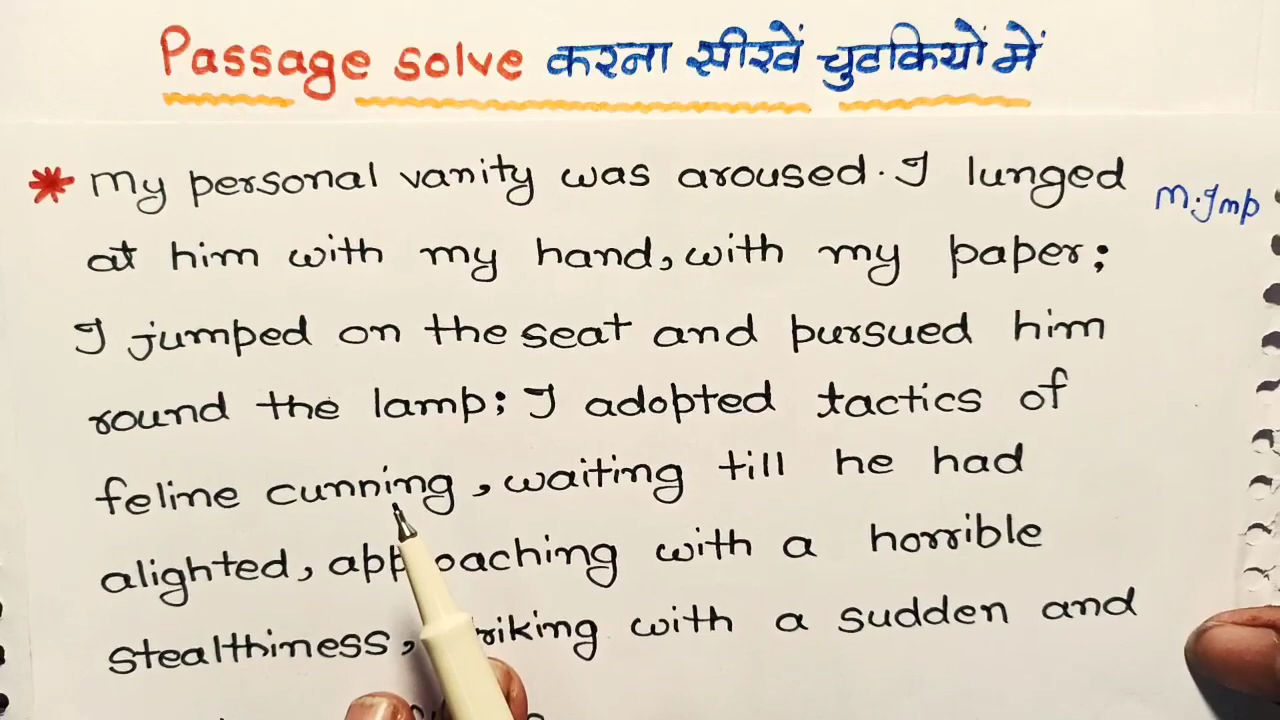 Passage solve करना सीखें चुटकियों में
My personal vanity was aroused. I lunged
M.Imp
at him with my hand, with my paper;
I jumped on the seat and pursued him
round the lamp; I adopted tactics of
feline cunning, waiting till he had
alighted, approaching with a horrible
stealthiness, striking with a sudden and